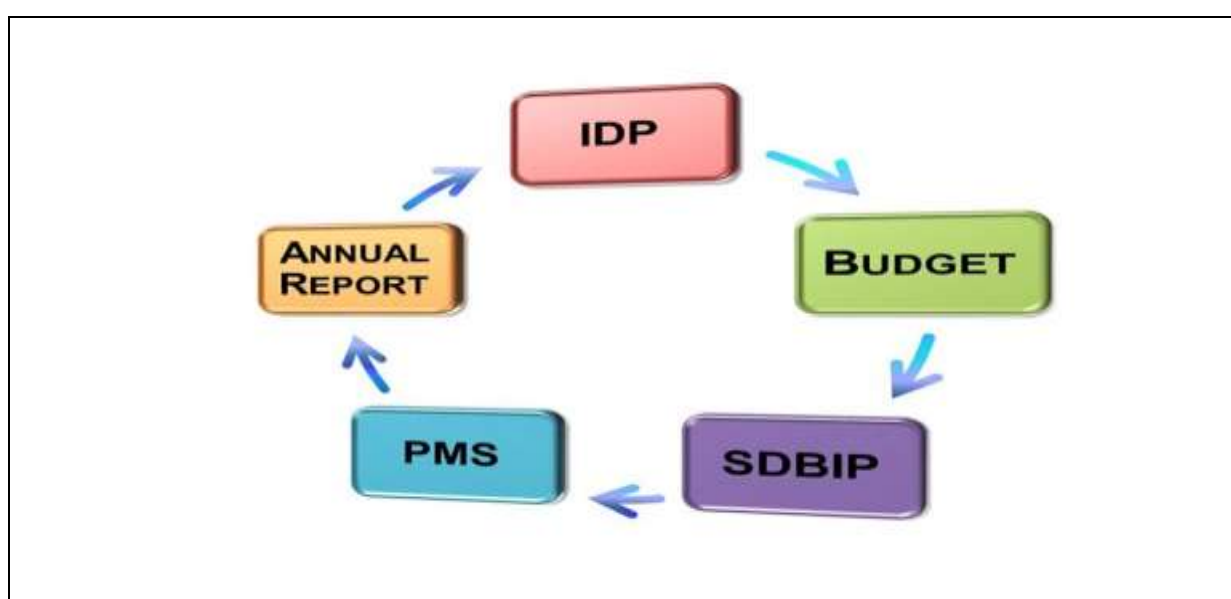 IDP
BUDGET
SDBIP
PMS
ANNUAL
REPORT